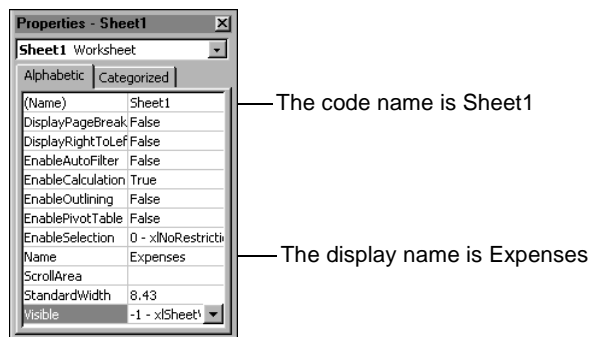 Properties - Sheet1
Sheet1 Worksheet
Alphabetic Categorized
(Name) Sheet1
The code name is Sheet1
DisplayPageBreak False
DisplayRightToLef False
EnableAutoFilter False
EnableCalculation True
EnableOutlining False
EnablePivotTable False
EnableSelection 0 - xlNoRestricti
Name Expenses
The display name is Expenses
ScrollArea
StandardWidth 8.43
Visible -1 - xlSheetV